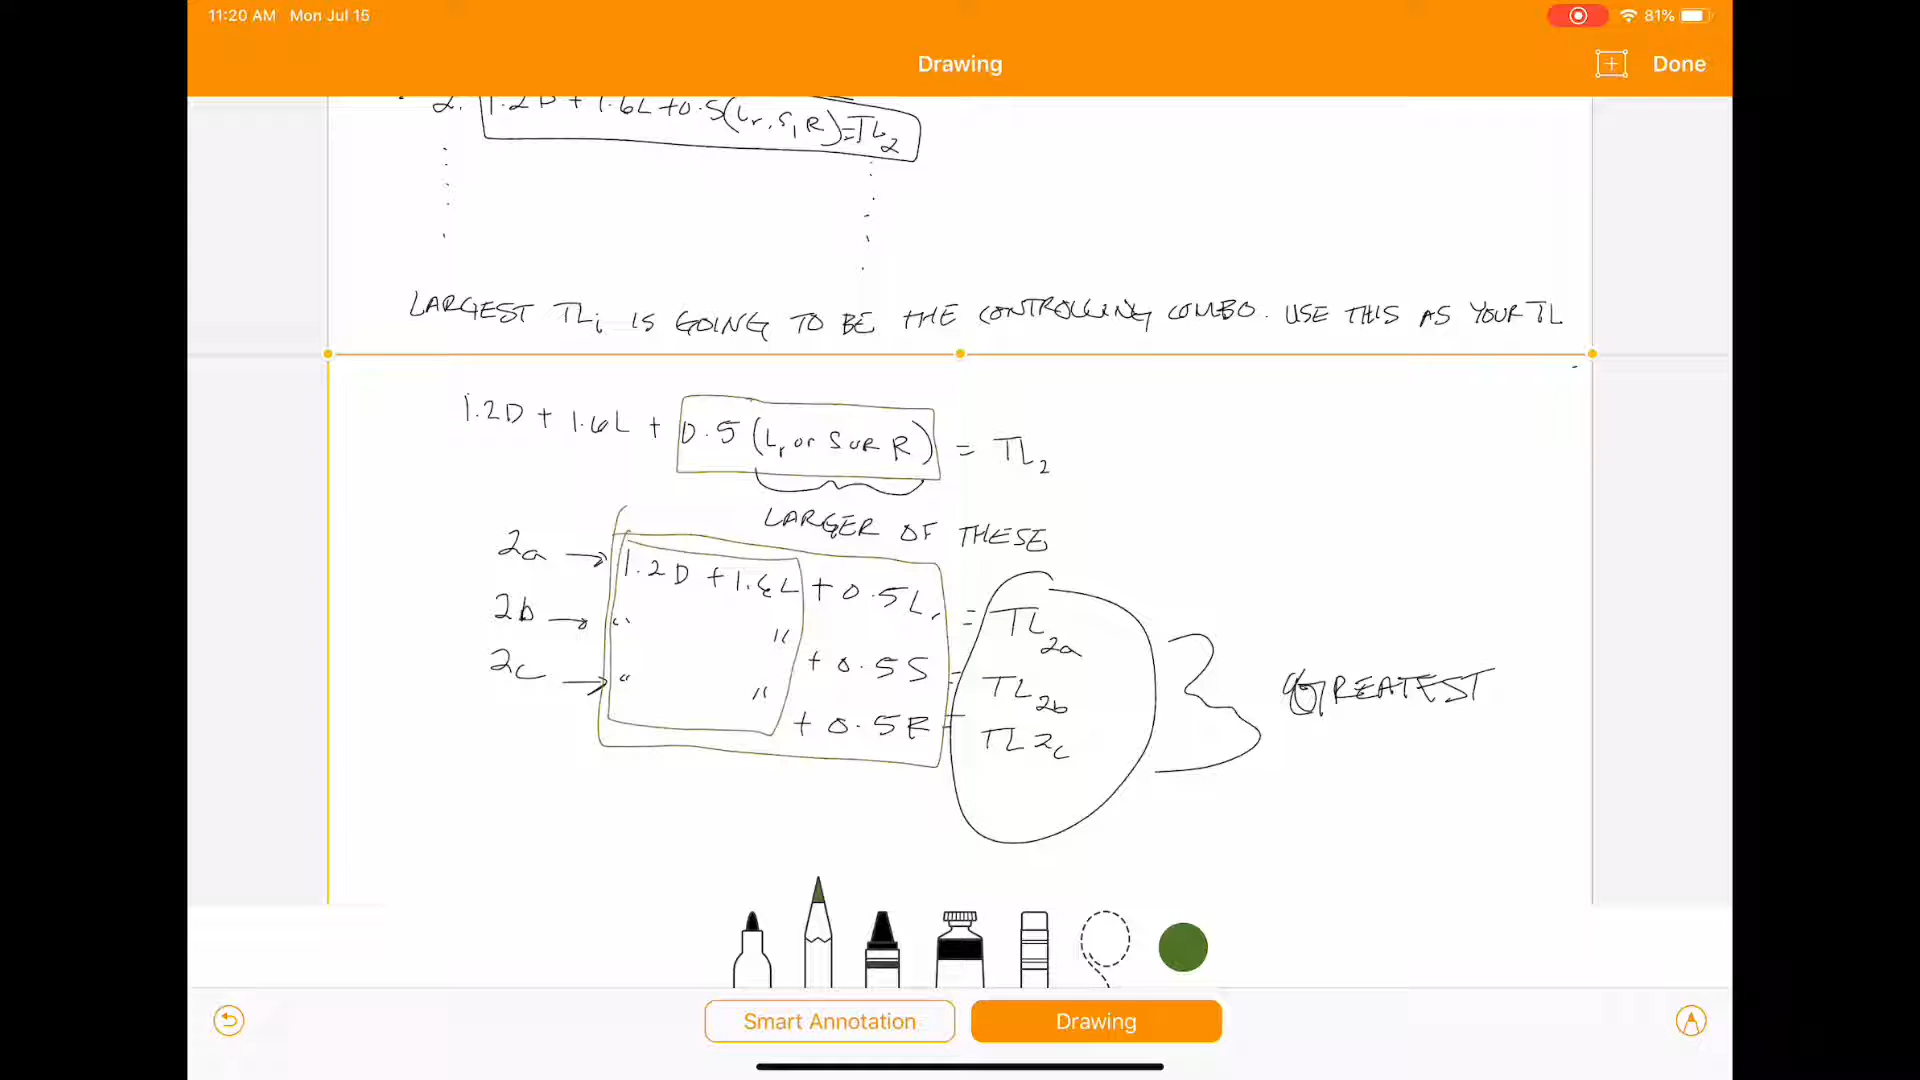 11:20 AM Mon Jul 15
81%
Drawing
Done
2. 1.2D + 1.6L + 0.5(Lr, S, R) = TL2
LARGEST TLi IS GOING TO BE THE CONTROLLING COMBO. USE THIS AS YOUR TL
1.2D + 1.6L + 0.5 (Lr or S OR R) = TL2
LARGER OF THESE
2a → 1.2D + 1.6L + 0.5Lr = TL2a
2b → " " + 0.5S = TL2b
2c → " " + 0.5R = TL2c
GREATEST
Smart Annotation
Drawing